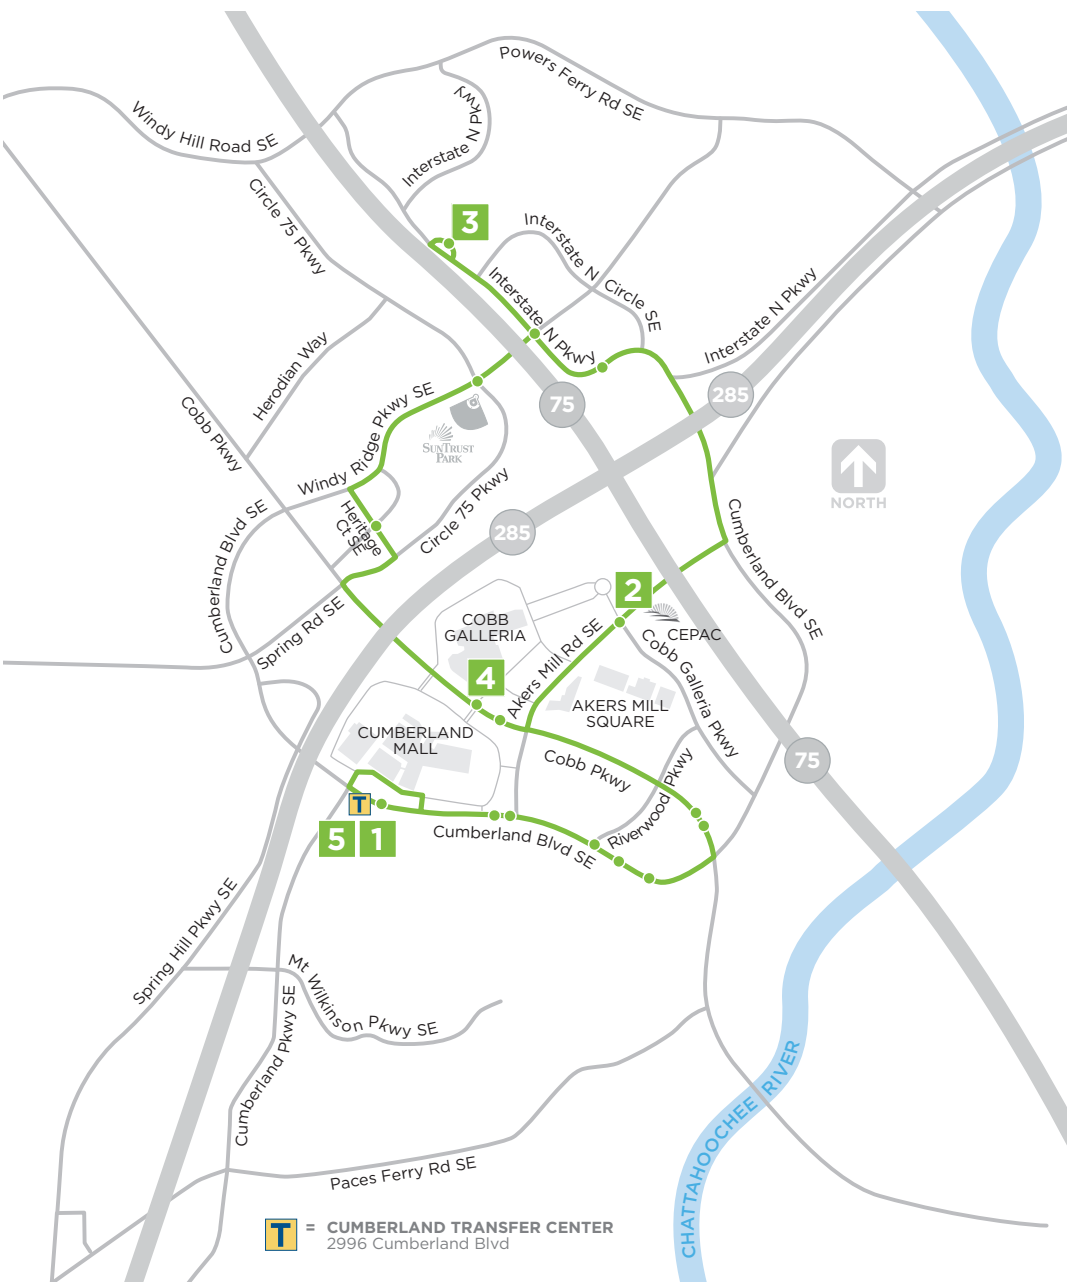 Powers Ferry Rd SE
Windy Hill Road SE
Interstate N Pkwy
Circle 75 Pkwy
3
Interstate N Circle SE
Interstate N Pkwy
Interstate N Pkwy
Herodian Way
Cobb Pkwy
Windy Ridge Pkwy SE
SUNTRUST
PARK
75
285
NORTH
Circle 75 Pkwy
Heritage
Ct SE
Cumberland Blvd SE
285
Cumberland Blvd SE
2
CEPAC
COBB
GALLERIA
Spring Rd SE
Akers Mill Rd SE
Cobb Galleria Pkwy
4
AKERS MILL
SQUARE
CUMBERLAND
MALL
Cobb Pkwy
75
Riverwood Pkwy
T
5
1
Cumberland Blvd SE
Spring Hill Pkwy SE
Mt Wilkinson Pkwy SE
Cumberland Pkwy SE
CHATTAHOOCHEE RIVER
Paces Ferry Rd SE
T = CUMBERLAND TRANSFER CENTER
2996 Cumberland Blvd